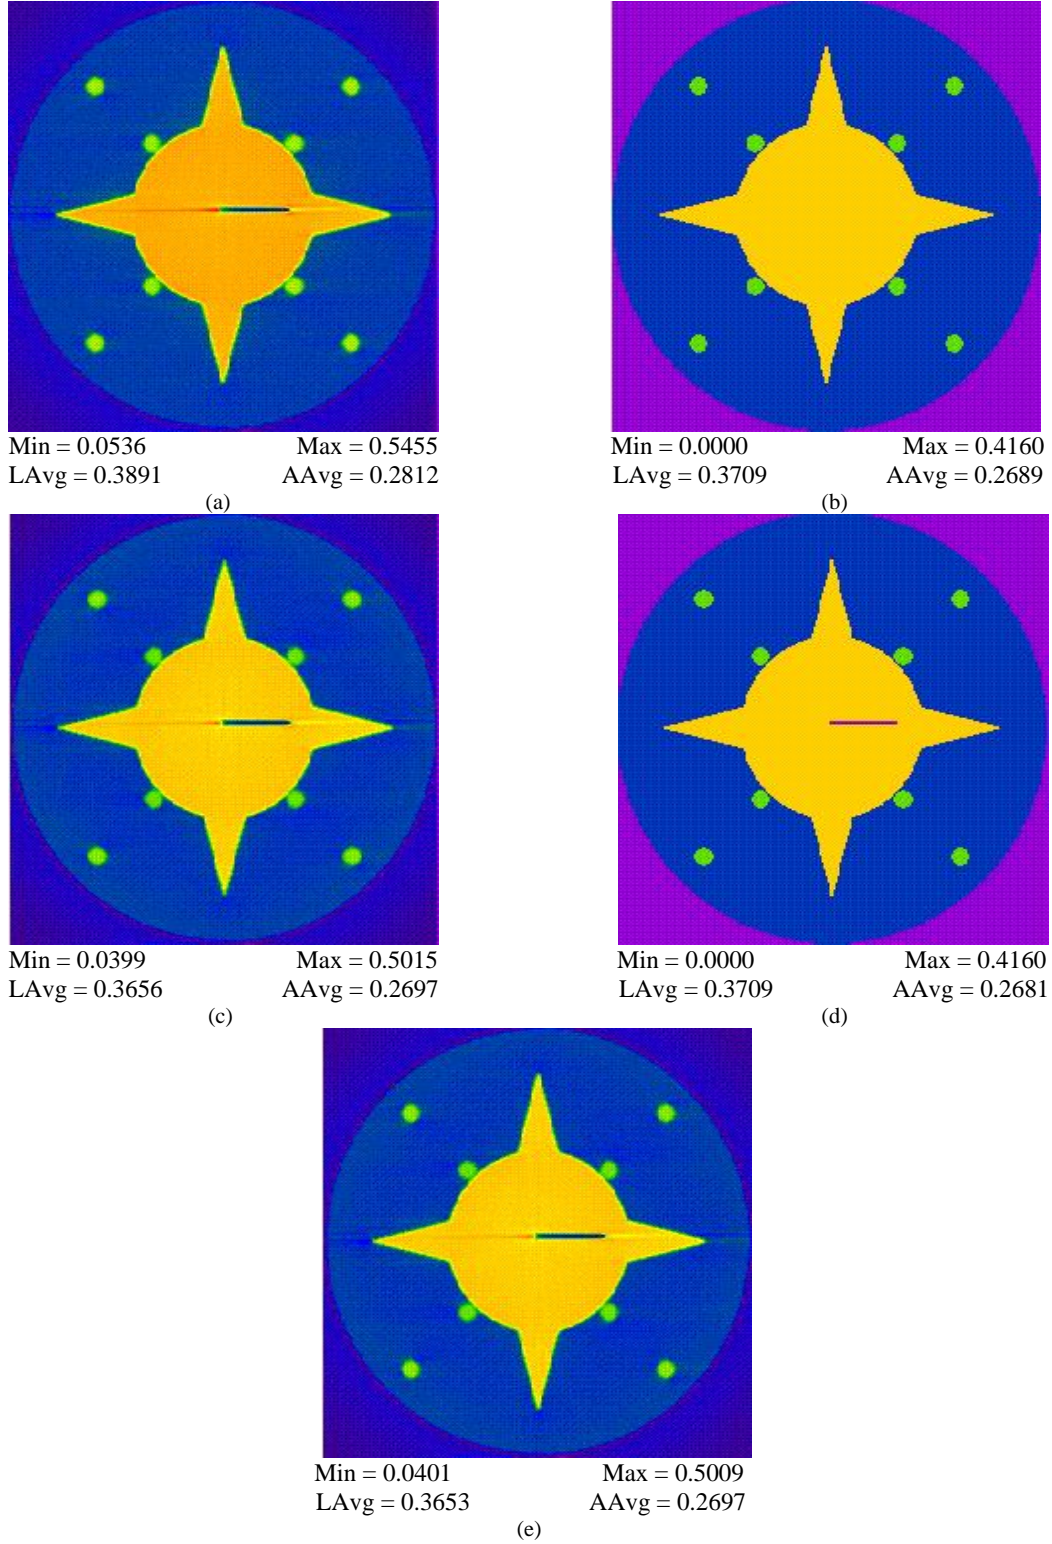 Min = 0.0536 Max = 0.5455
LAvg = 0.3891 AAvg = 0.2812
(a)
Min = 0.0000 Max = 0.4160
LAvg = 0.3709 AAvg = 0.2689
(b)
Min = 0.0399 Max = 0.5015
LAvg = 0.3656 AAvg = 0.2697
(c)
Min = 0.0000 Max = 0.4160
LAvg = 0.3709 AAvg = 0.2681
(d)
Min = 0.0401 Max = 0.5009
LAvg = 0.3653 AAvg = 0.2697
(e)